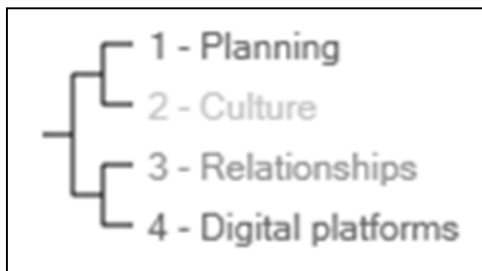 1 - Planning
2 - Culture
3 - Relationships
4 - Digital platforms